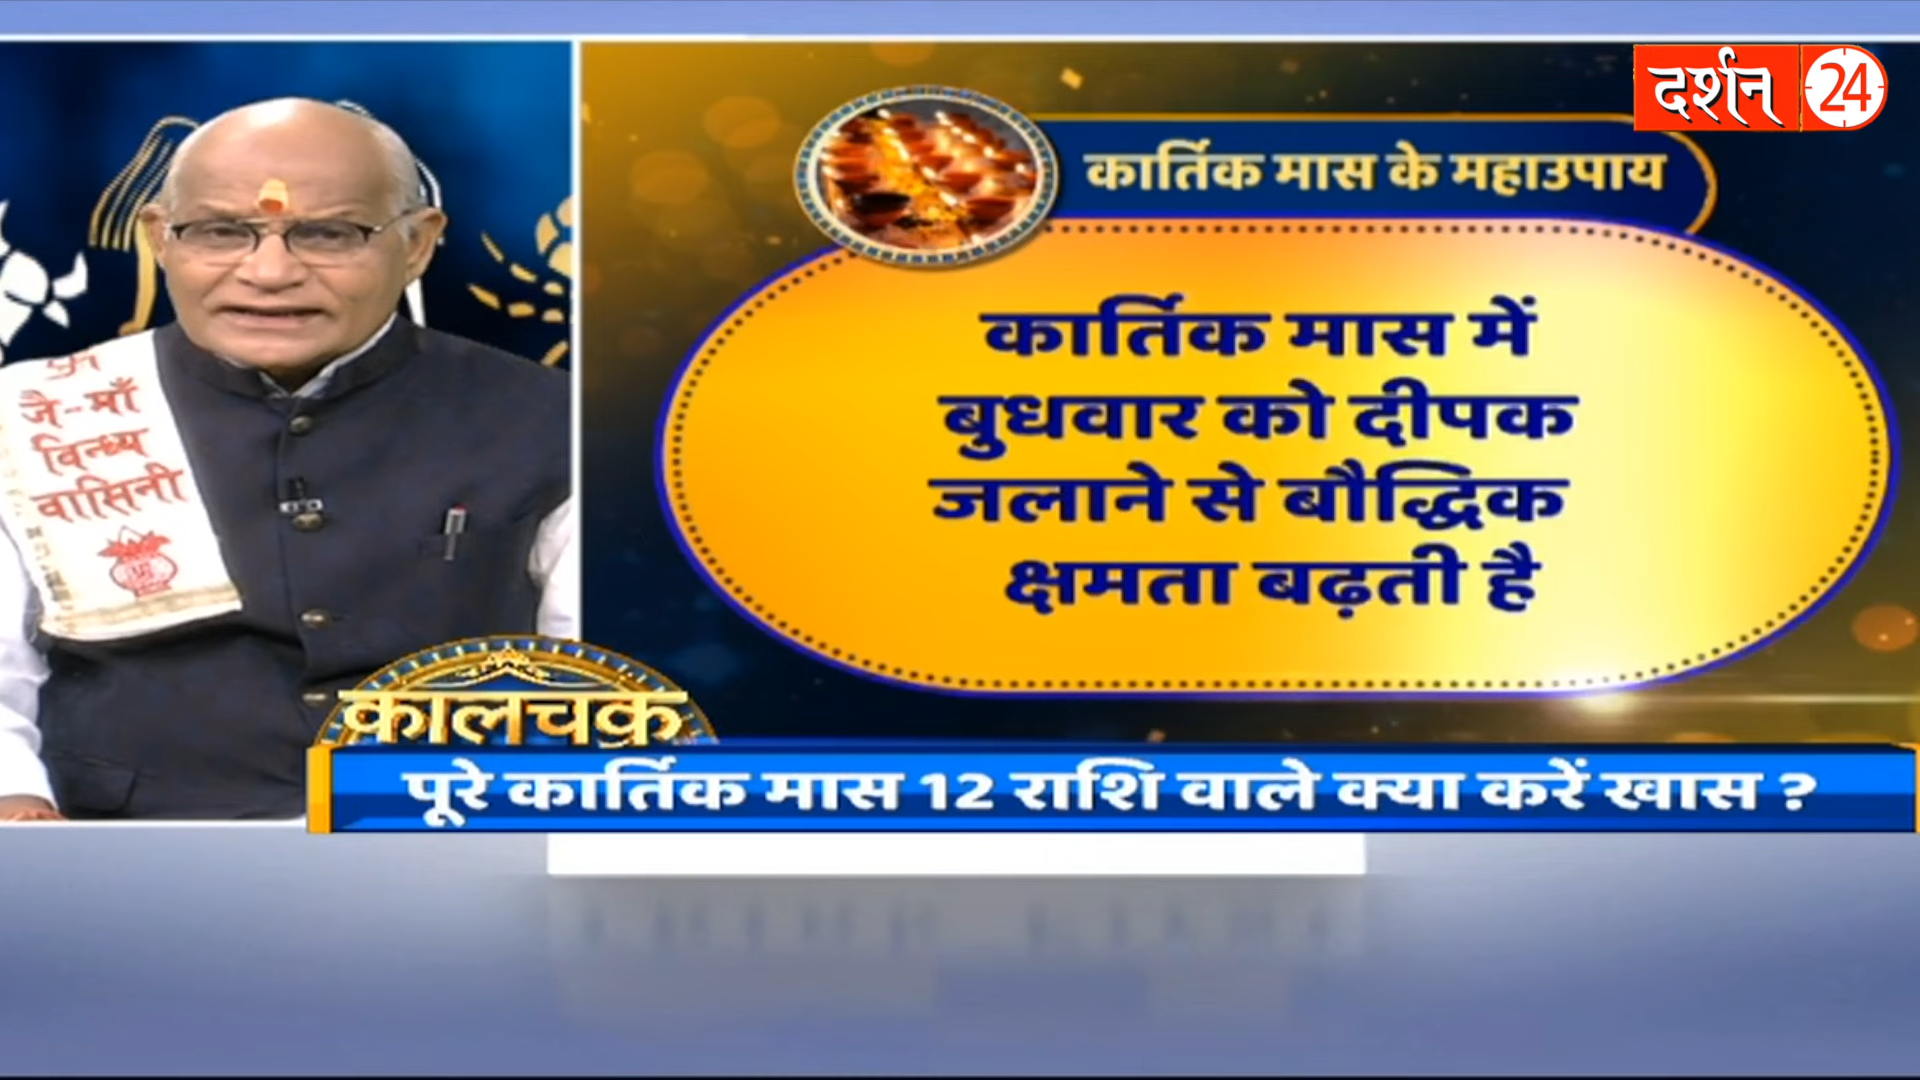 दर्शन 24
कार्तिक मास के महाउपाय
कार्तिक मास में
बुधवार को दीपक
जलाने से बौद्धिक
क्षमता बढ़ती है
जै-माँ
विन्ध्य
वासिनी
कालचक्र
पूरे कार्तिक मास 12 राशि वाले क्या करें खास ?